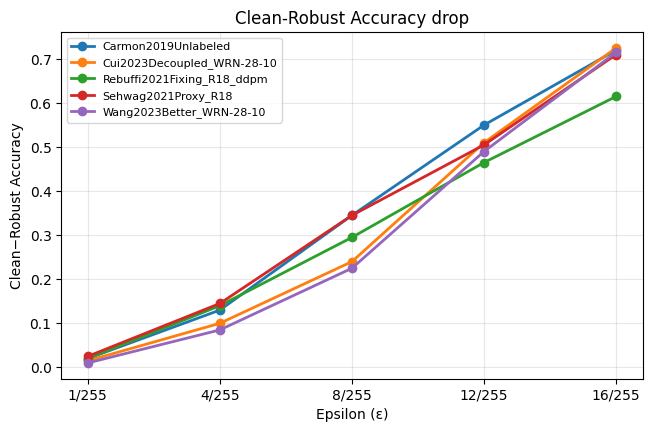 Clean-Robust Accuracy drop
Carmon2019Unlabeled
Cui2023Decoupled_WRN-28-10
Rebuffi2021Fixing_R18_ddpm
Sehwag2021Proxy_R18
Wang2023Better_WRN-28-10
Clean−Robust Accuracy
0.7
0.6
0.5
0.4
0.3
0.2
0.1
0.0
1/255 4/255 8/255 12/255 16/255
Epsilon (ε)